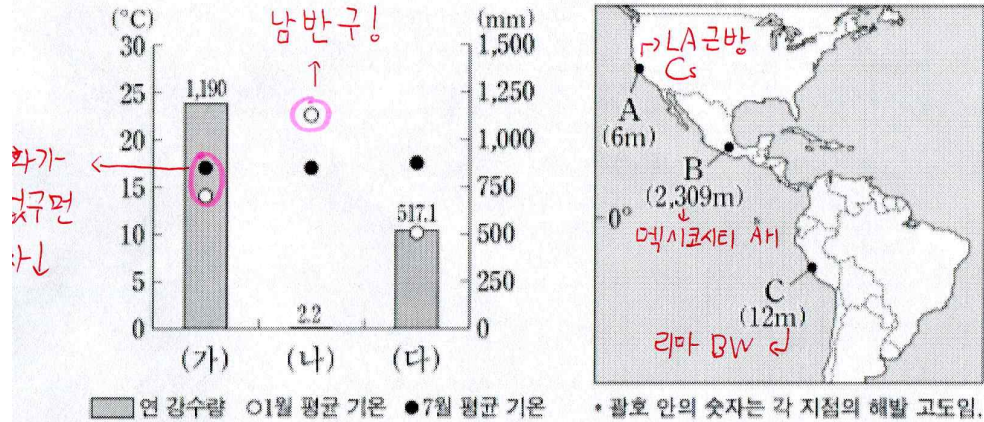 (°C)
남반구!
(mm)
30
1,500
25
1,190
1,250
20
1,000
15
750
10
517.1
500
5
250
0
2.2
0
(가)
(나)
(다)
연 강수량 ○1월 평균 기온 ●7월 평균 기온
→LA근방
Cs
A
(6m)
B
(2,309m)
0°
멕시코시티 AH
C
(12m)
리마 BW
• 괄호 안의 숫자는 각 지점의 해발 고도임.